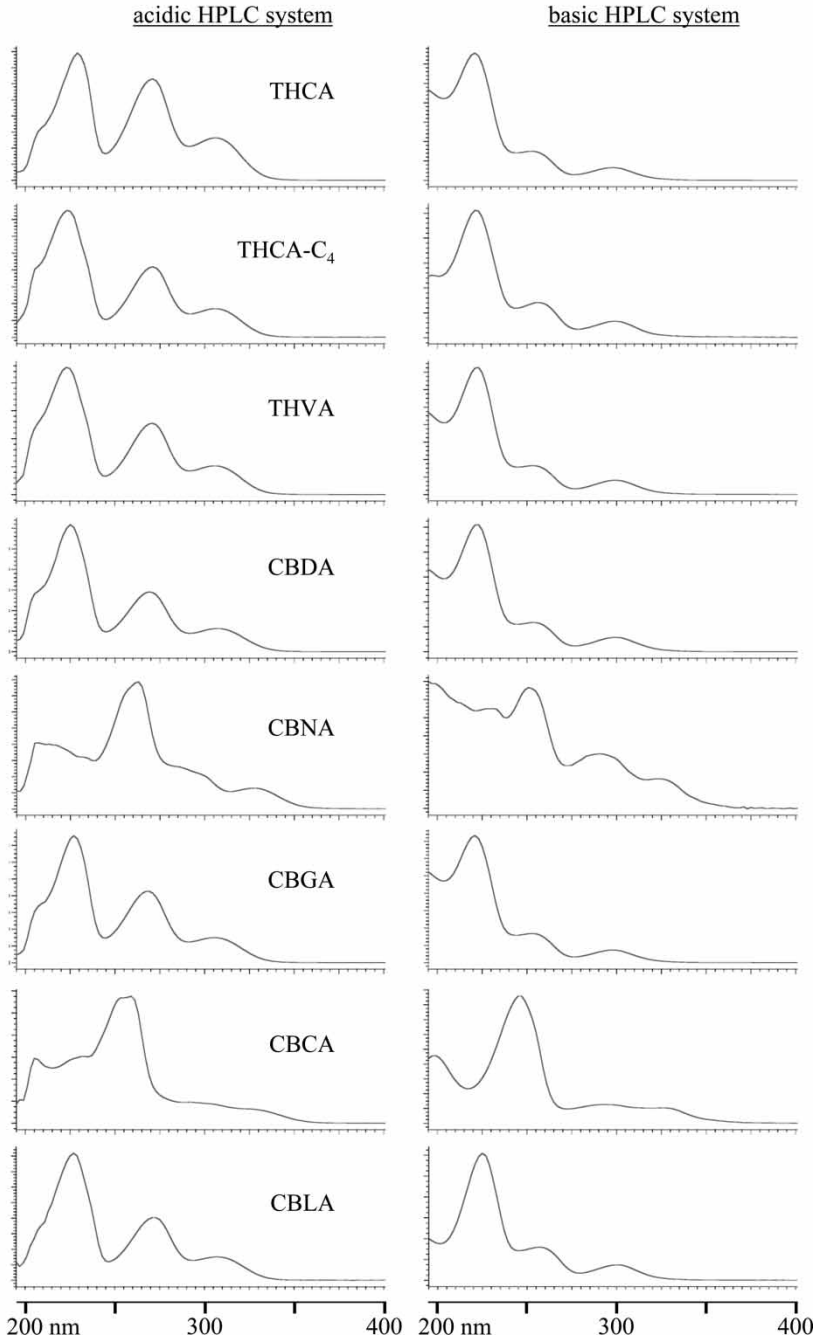 acidic HPLC system
basic HPLC system
THCA
THCA-C₄
THVA
CBDA
CBNA
CBGA
CBCA
CBLA
200 nm 300 400
200 nm 300 400